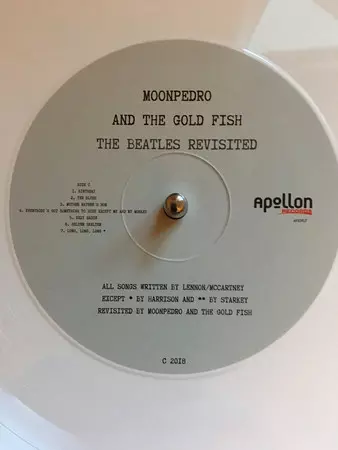 MOONPEDRO
AND THE GOLD FISH
THE BEATLES REVISITED
SIDE
1. BIRTHDAY
2. YER BLUES
3. MOTHER NATURE'S SON
4. EVERYBODY'S GOT SOMETHING TO HIDE EXCEPT ME AND MY MONKEY
5. SEXY SADIE
6. HELTER SKELTER
7. LONG, LONG, LONG *
Apollon
RECORDS
ALL SONGS WRITTEN BY LENNON/MCCARTNEY
EXCEPT * BY HARRISON AND ** BY STARKEY
REVISITED BY MOONPEDRO AND THE GOLD FISH
C 2018